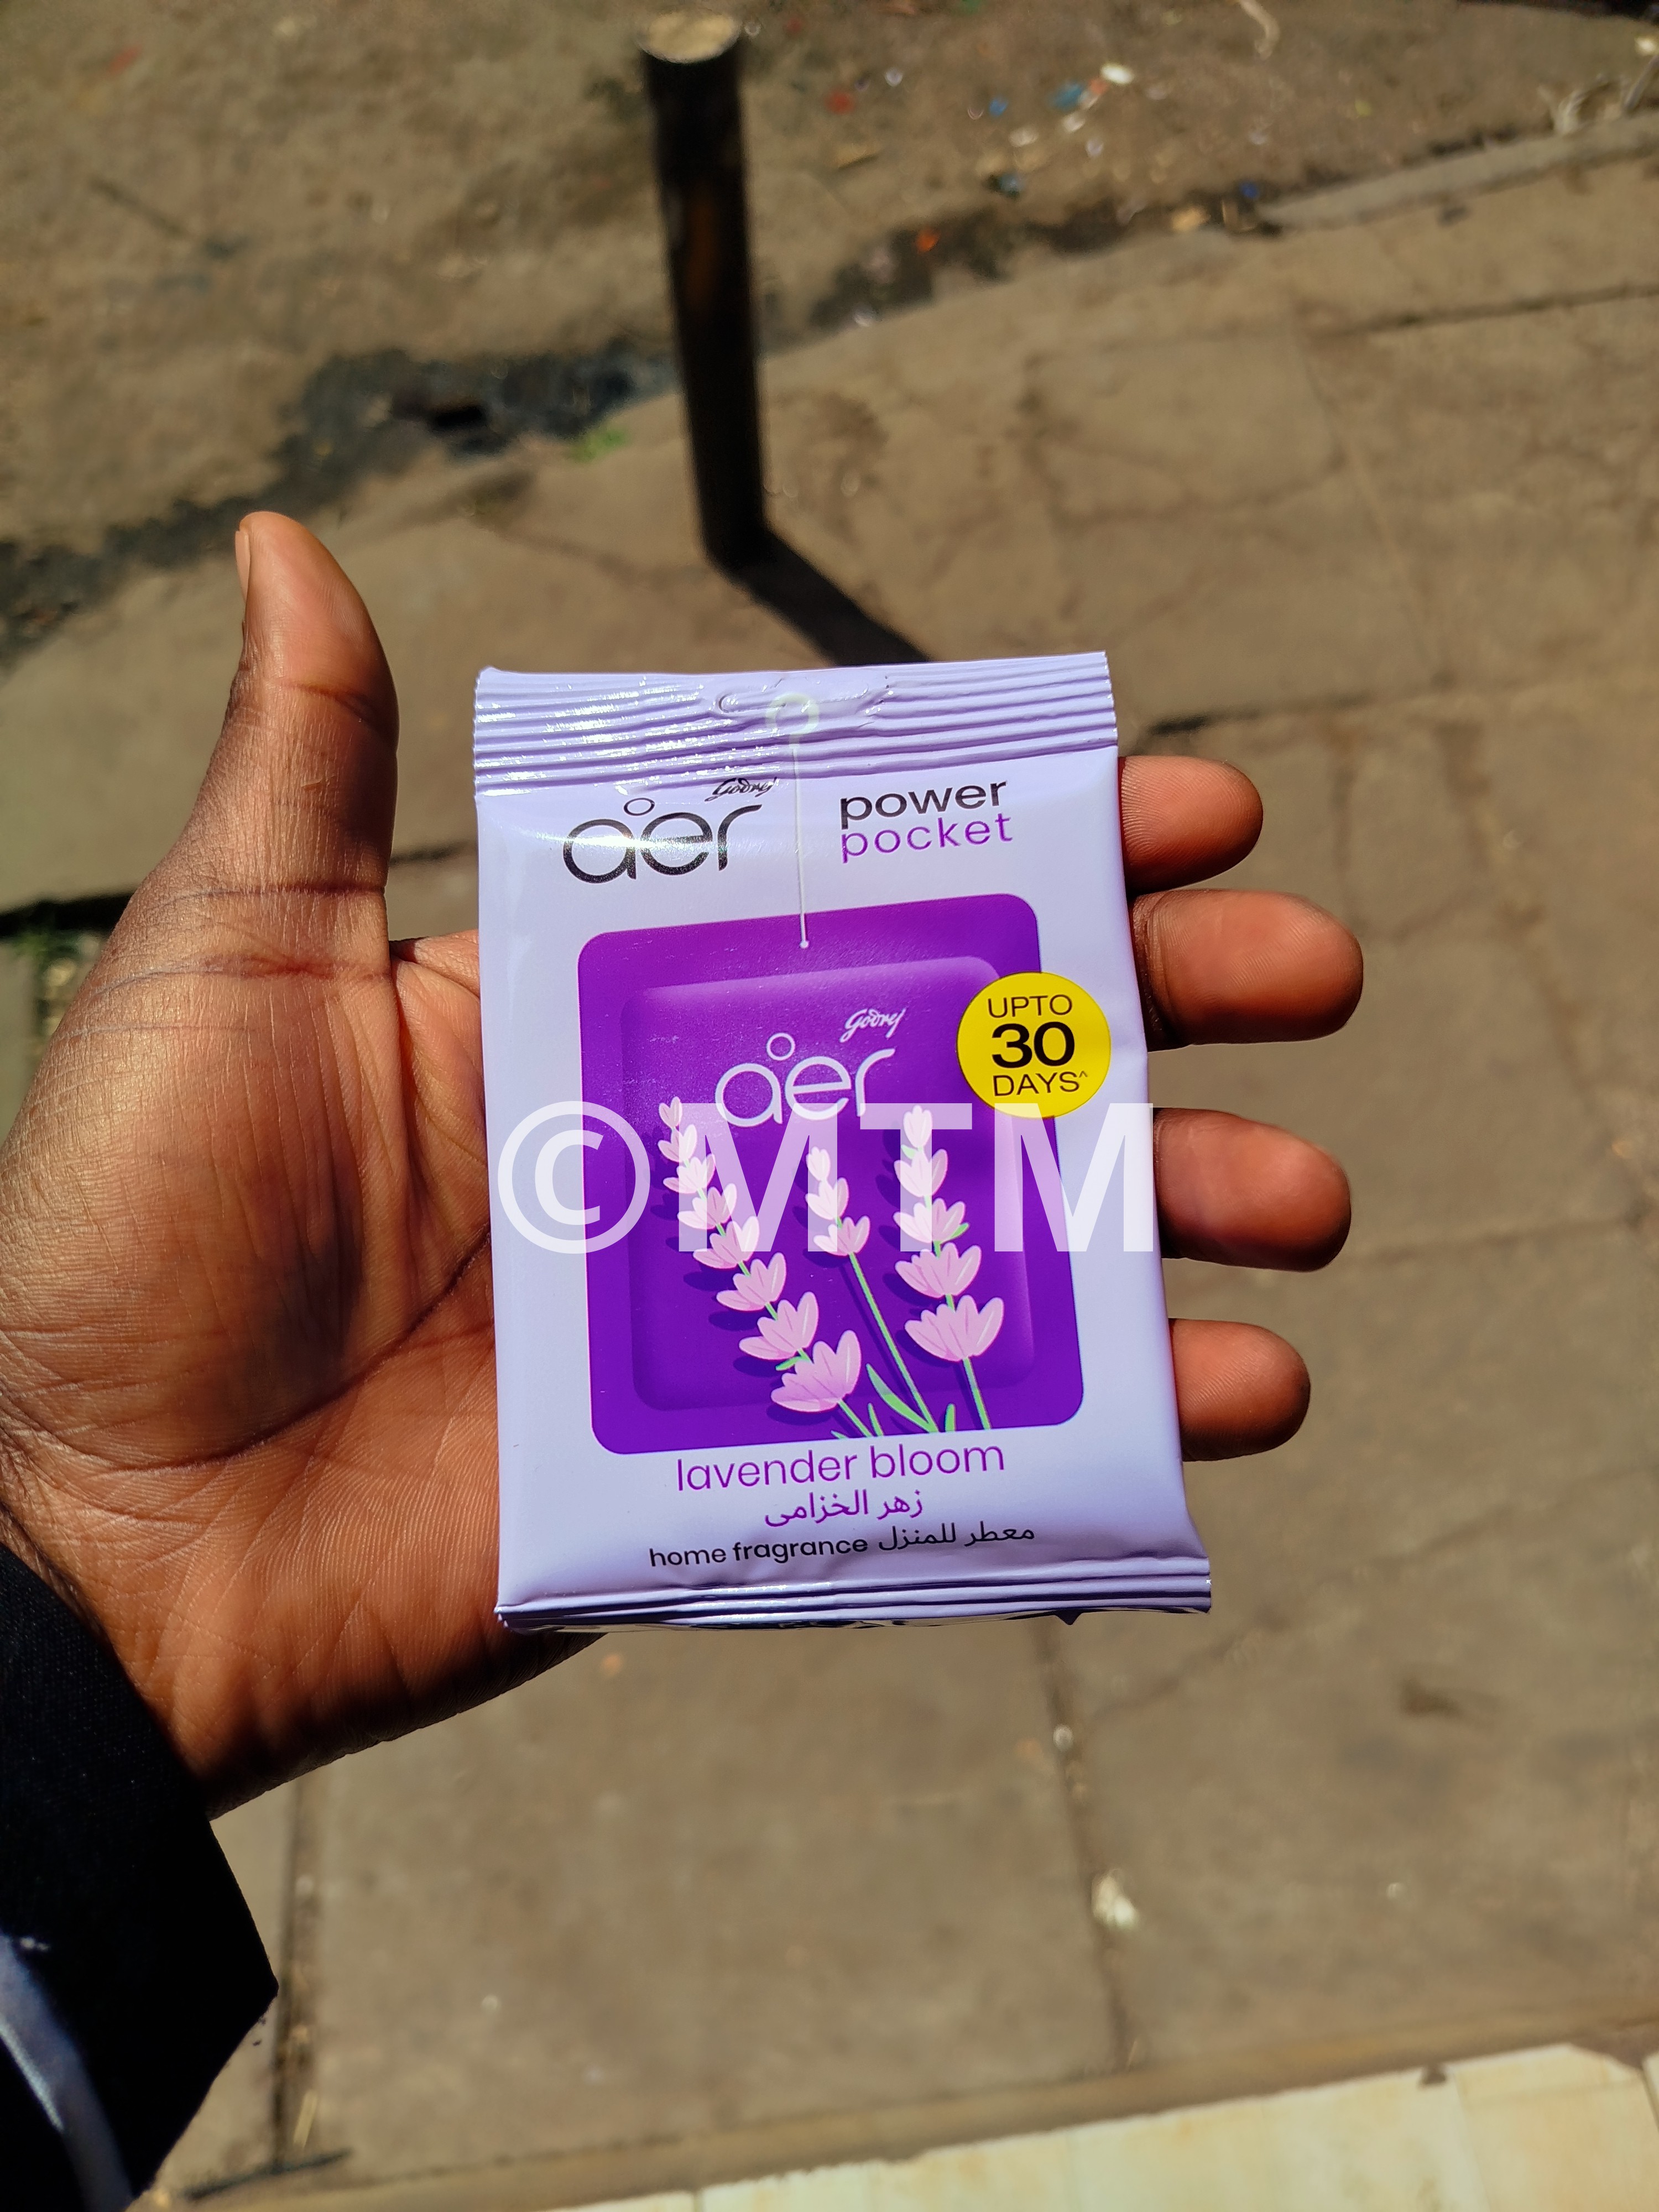 Godrej
aer
power
pocket
Godrej
aer
UPTO
30
DAYS^
©MTM
lavender bloom
زهر الخزامى
home fragrance معطر للمنزل